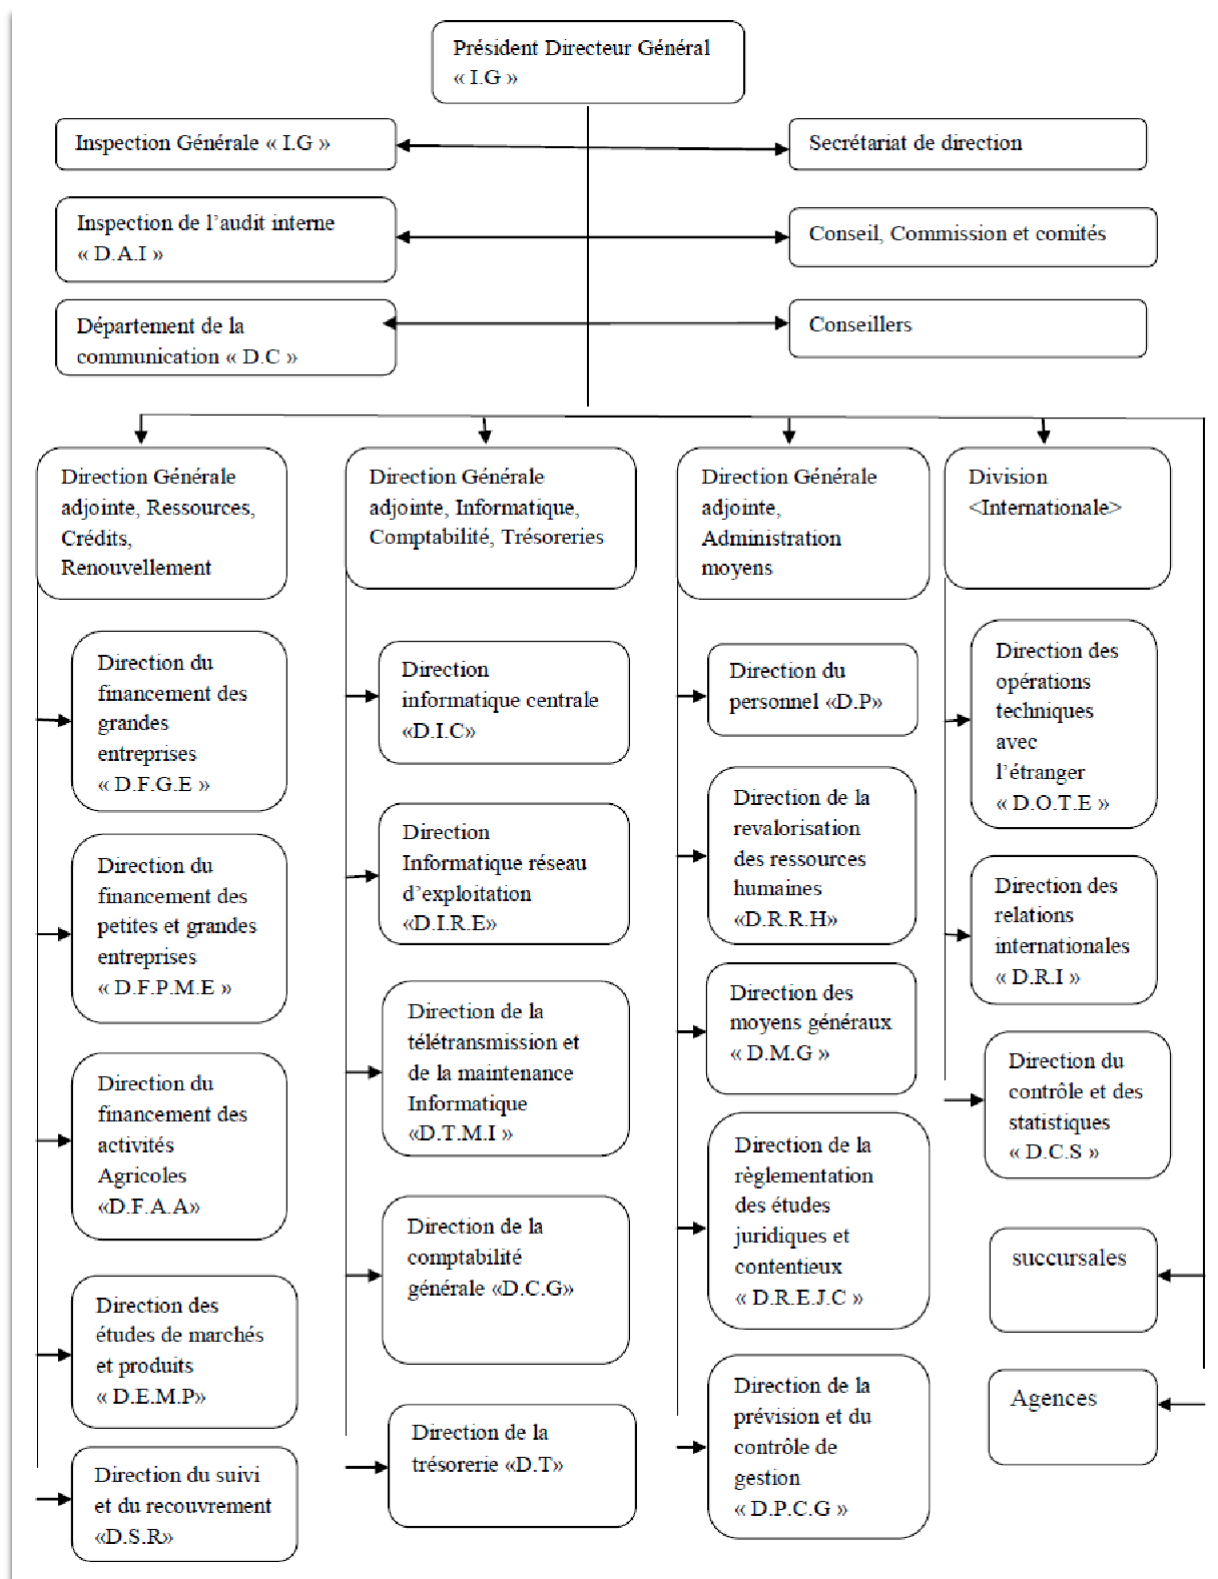 Président Directeur Général
« I.G »
Inspection Générale « I.G »
Secrétariat de direction
Inspection de l'audit interne
« D.A.I »
Conseil, Commission et comités
Département de la
communication « D.C »
Conseillers
Direction Générale
adjointe, Ressources,
Crédits,
Renouvellement
Direction Générale
adjointe, Informatique,
Comptabilité, Trésoreries
Direction Générale
adjointe,
Administration
moyens
Division
<Internationale>
Direction du
financement des
grandes
entreprises
« D.F.G.E »
Direction du
financement des
petites et grandes
entreprises
« D.F.P.M.E »
Direction du
financement des
activités
Agricoles
«D.F.A.A»
Direction des
études de marchés
et produits
« D.E.M.P»
Direction du suivi
et du recouvrement
«D.S.R»
Direction
informatique centrale
«D.I.C»
Direction
Informatique réseau
d'exploitation
«D.I.R.E»
Direction de la
télétransmission et
de la maintenance
Informatique
«D.T.M.I »
Direction de la
comptabilité
générale «D.C.G»
Direction de la
trésorerie «D.T»
Direction du
personnel «D.P»
Direction de la
revalorisation
des ressources
humaines
«D.R.R.H»
Direction des
moyens généraux
« D.M.G »
Direction de la
règlementation
des études
juridiques et
contentieux
« D.R.E.J.C »
Direction de la
prévision et du
contrôle de
gestion
« D.P.C.G »
Direction des
opérations
techniques
avec
l'étranger
« D.O.T.E »
Direction des
relations
internationales
« D.R.I »
Direction du
contrôle et des
statistiques
« D.C.S »
succursales
Agences